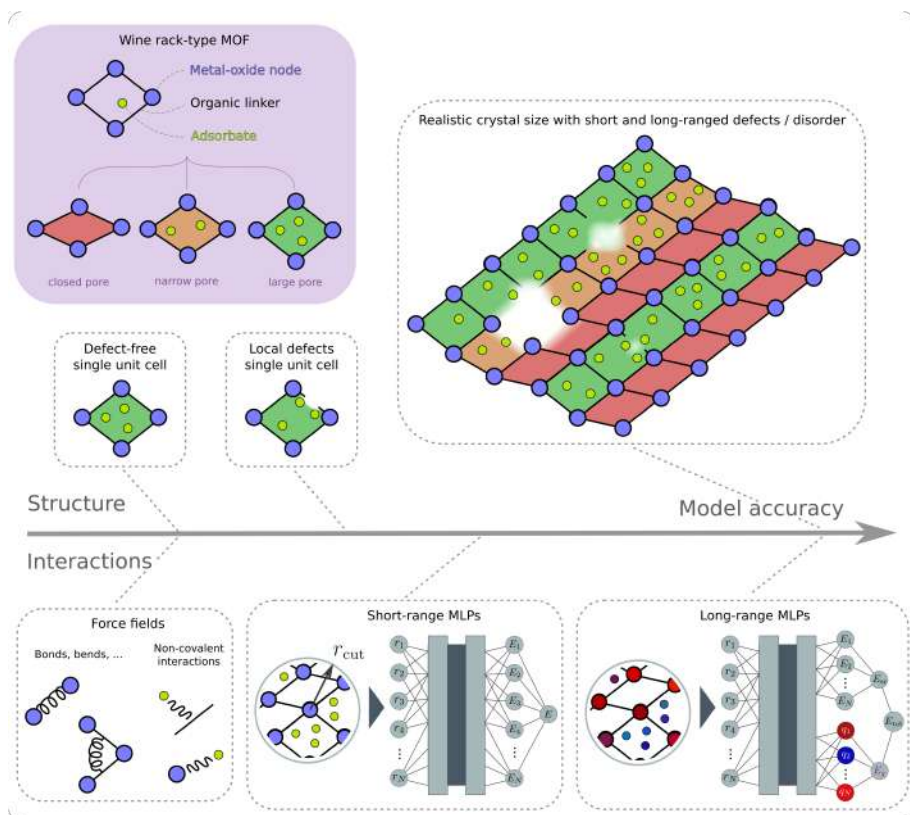 Wine rack-type MOF
Metal-oxide node
Organic linker
Adsorbate
closed pore
narrow pore
large pore
Realistic crystal size with short and long-ranged defects / disorder
Defect-free
single unit cell
Local defects
single unit cell
Structure
Model accuracy
Interactions
Force fields
Bonds, bends, ...
Non-covalent
interactions
Short-range MLPs
r_cut
r_1
r_2
r_3
r_4
⋮
r_N
E_1
E_2
E_3
E_4
⋮
E_N
E
Long-range MLPs
r_1
r_2
r_3
r_4
⋮
r_N
E_1
E_2
⋮
E_N
q_1
q_2
⋮
q_N